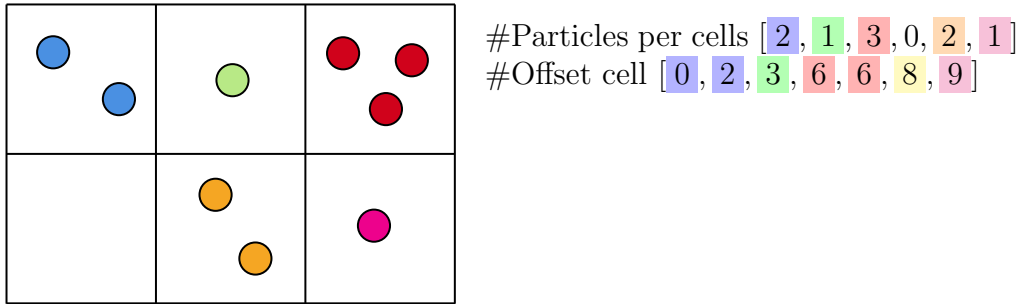 #Particles per cells [2, 1, 3, 0, 2, 1]
#Offset cell [0, 2, 3, 6, 6, 8, 9]